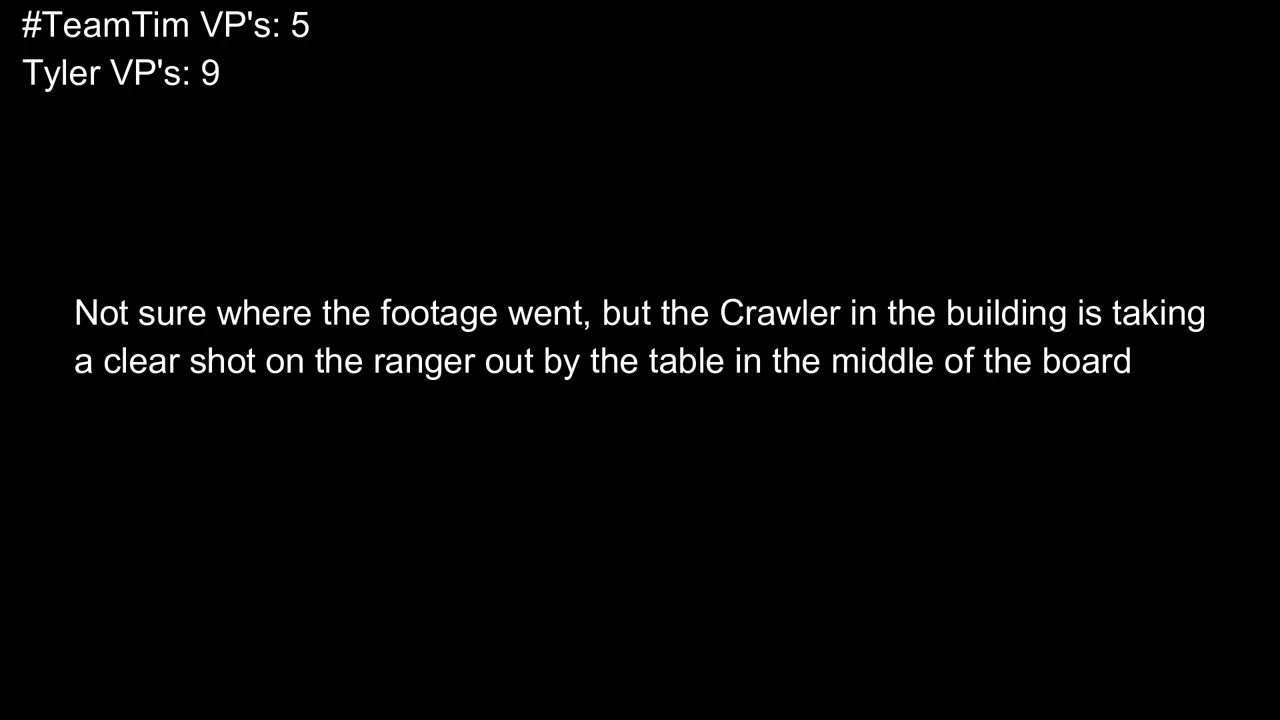 #TeamTim VP's: 5
Tyler VP's: 9
Not sure where the footage went, but the Crawler in the building is taking
a clear shot on the ranger out by the table in the middle of the board